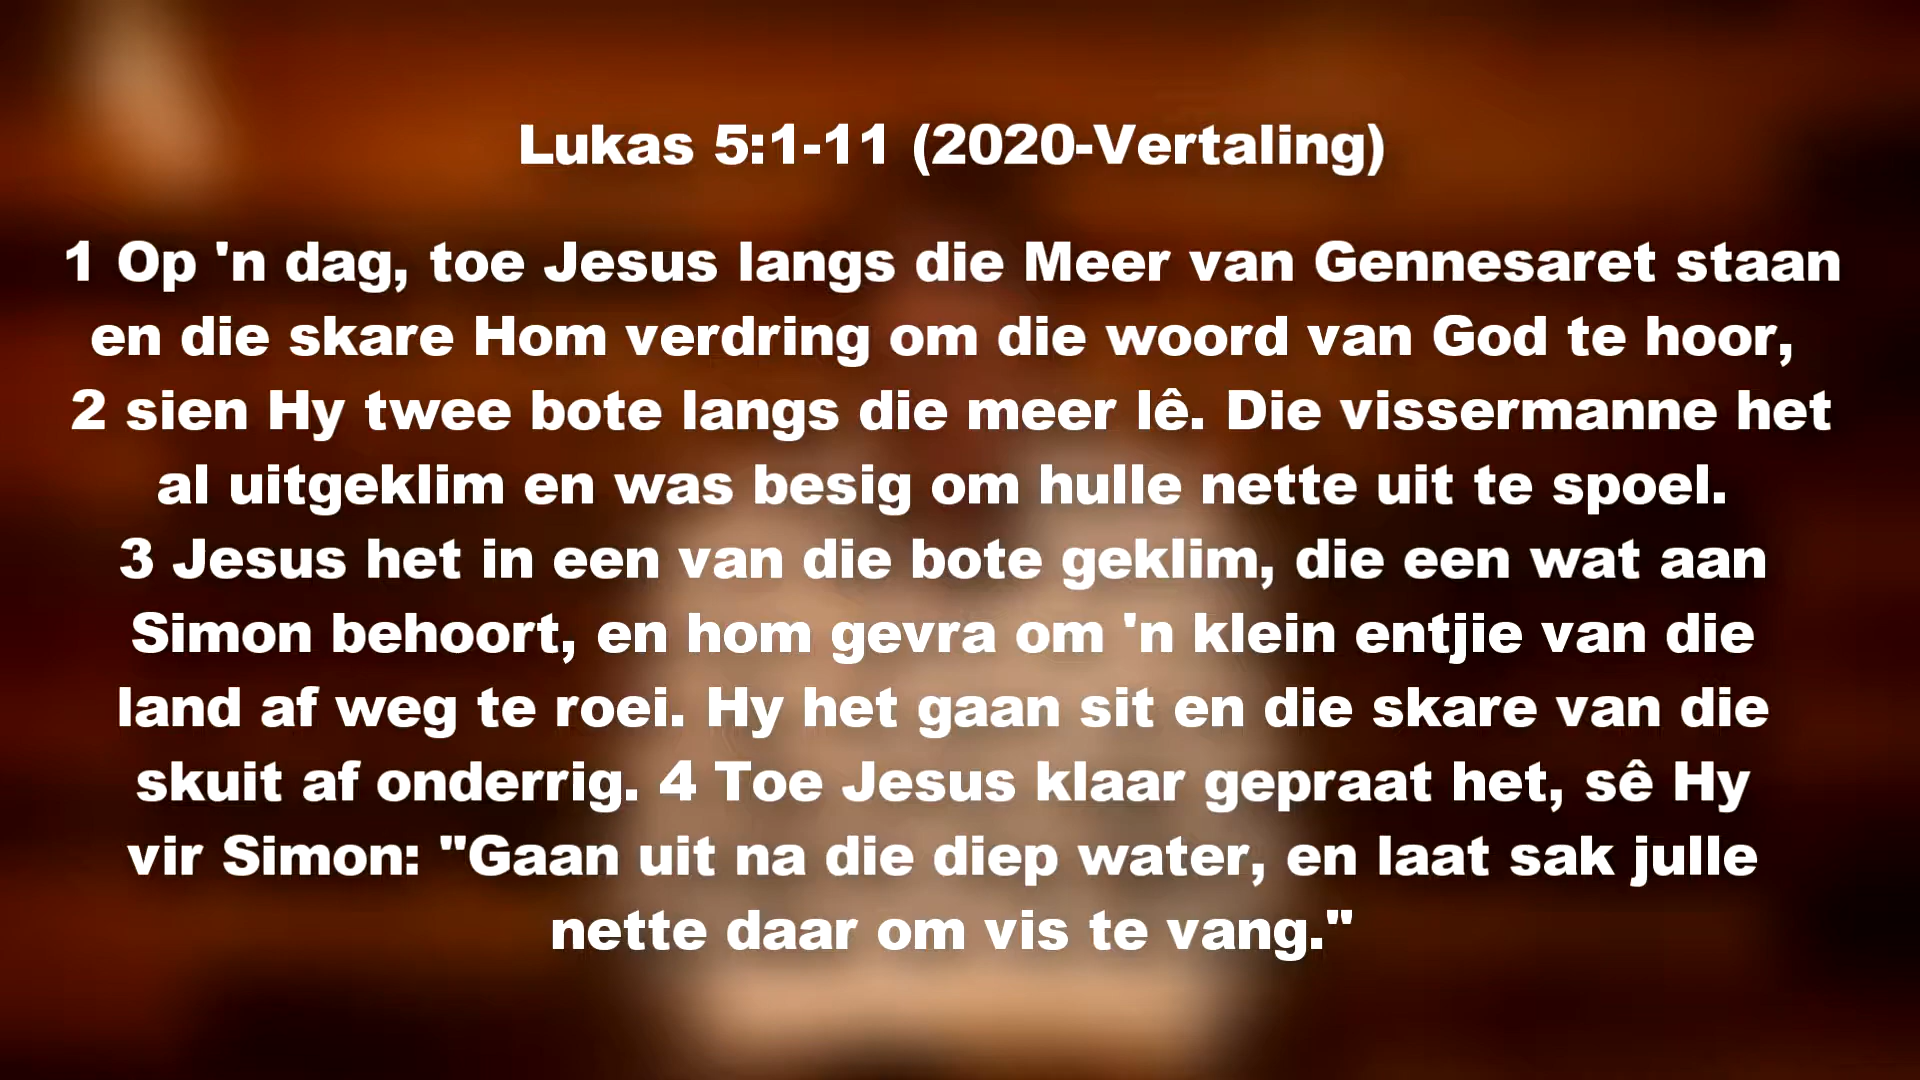 Lukas 5:1-11 (2020-Vertaling)
1 Op 'n dag, toe Jesus langs die Meer van Gennesaret staan
en die skare Hom verdring om die woord van God te hoor,
2 sien Hy twee bote langs die meer lê. Die vissermanne het
al uitgeklim en was besig om hulle nette uit te spoel.
3 Jesus het in een van die bote geklim, die een wat aan
Simon behoort, en hom gevra om 'n klein entjie van die
land af weg te roei. Hy het gaan sit en die skare van die
skuit af onderrig. 4 Toe Jesus klaar gepraat het, sê Hy
vir Simon: "Gaan uit na die diep water, en laat sak julle
nette daar om vis te vang."